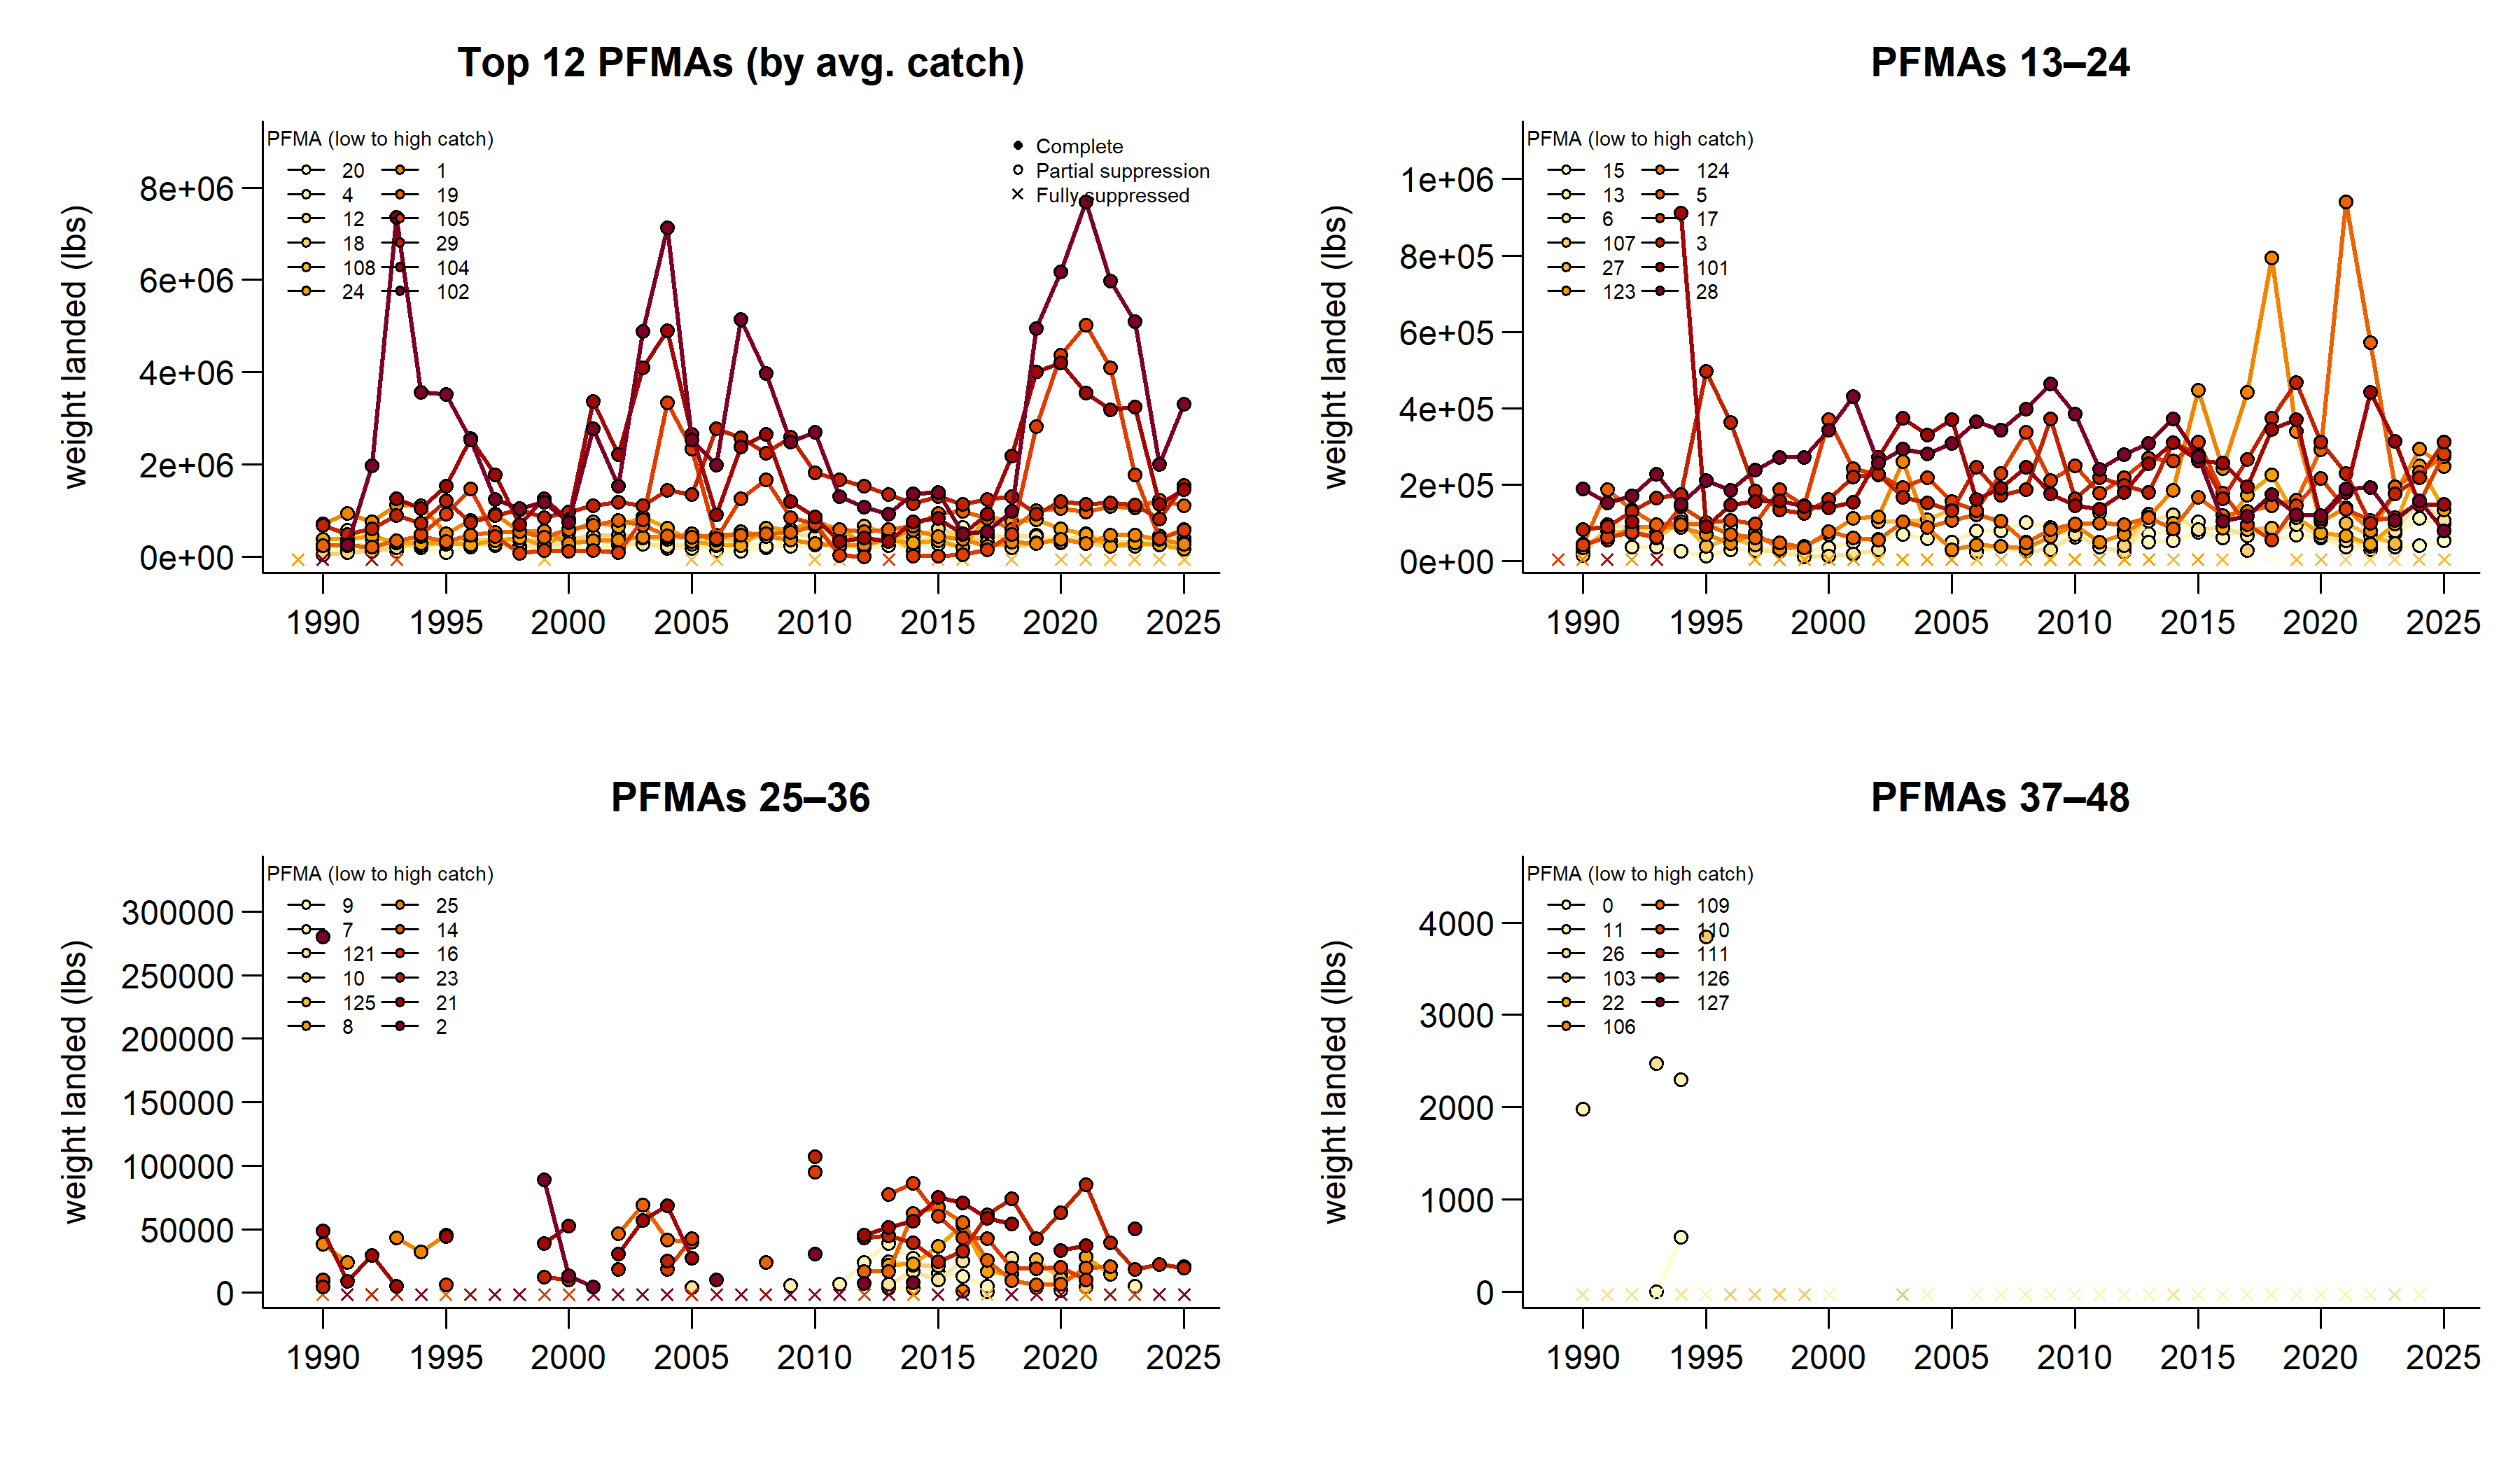 Top 12 PFMAs (by avg. catch)
PFMA (low to high catch)
20 1
4 19
12 105
18 29
108 104
24 102
Complete
Partial suppression
Fully suppressed
weight landed (lbs)
8e+06
6e+06
4e+06
2e+06
0e+00
1990 1995 2000 2005 2010 2015 2020 2025
PFMAs 13–24
PFMA (low to high catch)
15 124
13 5
6 17
107 3
27 101
123 28
weight landed (lbs)
1e+06
8e+05
6e+05
4e+05
2e+05
0e+00
1990 1995 2000 2005 2010 2015 2020 2025
PFMAs 25–36
PFMA (low to high catch)
9 25
7 14
121 16
10 23
125 21
8 2
weight landed (lbs)
300000
250000
200000
150000
100000
50000
0
1990 1995 2000 2005 2010 2015 2020 2025
PFMAs 37–48
PFMA (low to high catch)
0 109
11 110
26 111
103 126
22 127
106
weight landed (lbs)
4000
3000
2000
1000
0
1990 1995 2000 2005 2010 2015 2020 2025